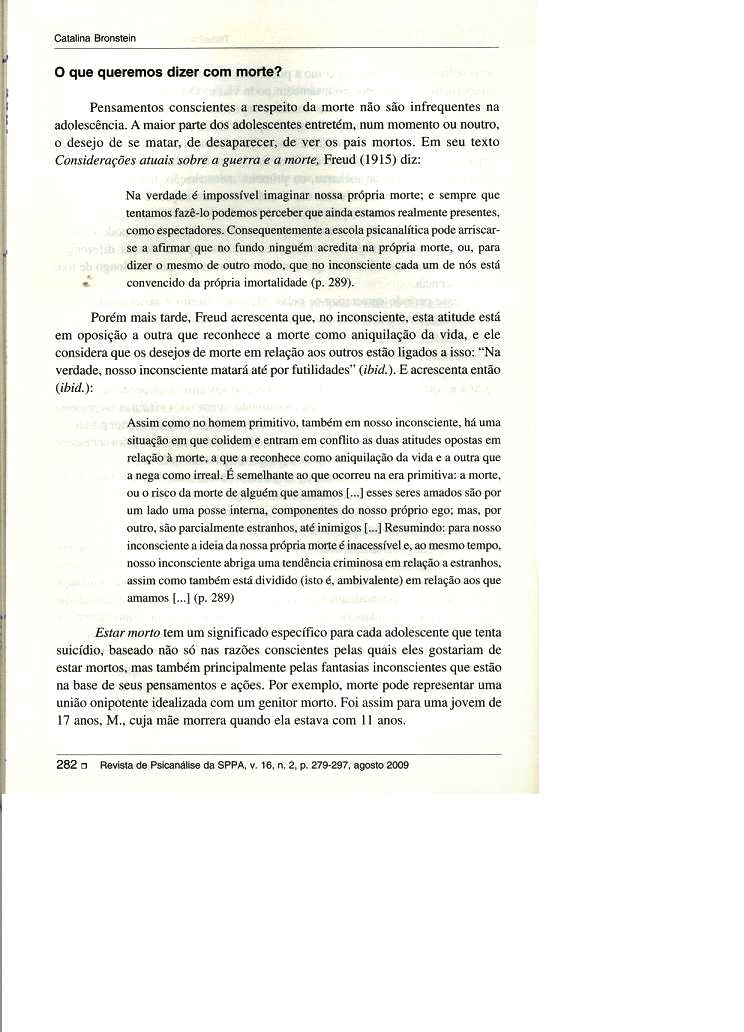 Catalina Bronstein
O que queremos dizer com morte?
Pensamentos conscientes a respeito da morte não são infrequentes na
adolescência. A maior parte dos adolescentes entretém, num momento ou noutro,
o desejo de se matar, de desaparecer, de ver os pais mortos. Em seu texto
Considerações atuais sobre a guerra e a morte, Freud (1915) diz:
Na verdade é impossível imaginar nossa própria morte; e sempre que
tentamos fazê-lo podemos perceber que ainda estamos realmente presentes,
como espectadores. Consequentemente a escola psicanalítica pode arriscar-
se a afirmar que no fundo ninguém acredita na própria morte, ou, para
dizer o mesmo de outro modo, que no inconsciente cada um de nós está
convencido da própria imortalidade (p. 289).
Porém mais tarde, Freud acrescenta que, no inconsciente, esta atitude está
em oposição a outra que reconhece a morte como aniquilação da vida, e ele
considera que os desejos de morte em relação aos outros estão ligados a isso: “Na
verdade, nosso inconsciente matará até por futilidades” (ibid.). E acrescenta então
(ibid.):
Assim como no homem primitivo, também em nosso inconsciente, há uma
situação em que colidem e entram em conflito as duas atitudes opostas em
relação à morte, a que a reconhece como aniquilação da vida e a outra que
a nega como irreal. É semelhante ao que ocorreu na era primitiva: a morte,
ou o risco da morte de alguém que amamos [...] esses seres amados são por
um lado uma posse interna, componentes do nosso próprio ego; mas, por
outro, são parcialmente estranhos, até inimigos [...] Resumindo: para nosso
inconsciente a ideia da nossa própria morte é inacessível e, ao mesmo tempo,
nosso inconsciente abriga uma tendência criminosa em relação a estranhos,
assim como também está dividido (isto é, ambivalente) em relação aos que
amamos [...] (p. 289)
Estar morto tem um significado específico para cada adolescente que tenta
suicídio, baseado não só nas razões conscientes pelas quais eles gostariam de
estar mortos, mas também principalmente pelas fantasias inconscientes que estão
na base de seus pensamentos e ações. Por exemplo, morte pode representar uma
união onipotente idealizada com um genitor morto. Foi assim para uma jovem de
17 anos, M., cuja mãe morrera quando ela estava com 11 anos.
282 □ Revista de Psicanálise da SPPA, v. 16, n. 2, p. 279-297, agosto 2009